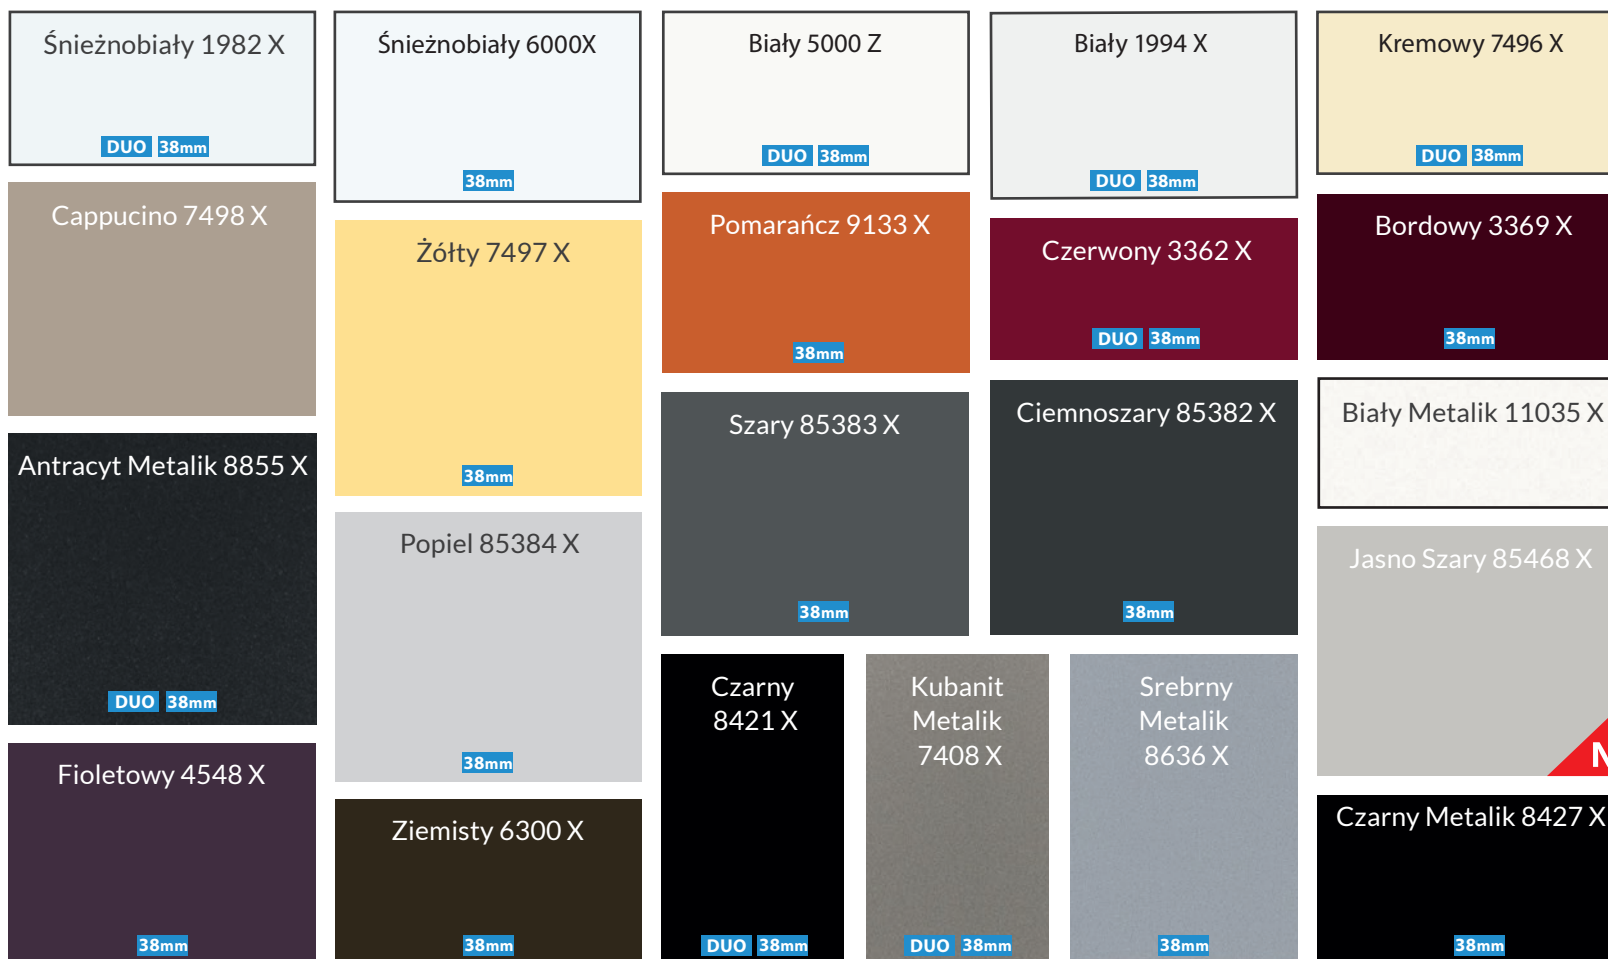 Śnieżnobiały 1982 X
DUO 38mm
Śnieżnobiały 6000X
38mm
Biały 5000 Z
DUO 38mm
Biały 1994 X
DUO 38mm
Kremowy 7496 X
DUO 38mm
Cappucino 7498 X
Żółty 7497 X
38mm
Pomarańcz 9133 X
38mm
Czerwony 3362 X
DUO 38mm
Bordowy 3369 X
38mm
Antracyt Metalik 8855 X
DUO 38mm
Popiel 85384 X
38mm
Szary 85383 X
38mm
Ciemnoszary 85382 X
38mm
Biały Metalik 11035 X
Jasno Szary 85468 X
Fioletowy 4548 X
38mm
Ziemisty 6300 X
38mm
Czarny
8421 X
DUO 38mm
Kubanit
Metalik
7408 X
DUO 38mm
Srebrny
Metalik
8636 X
38mm
Czarny Metalik 8427 X
38mm